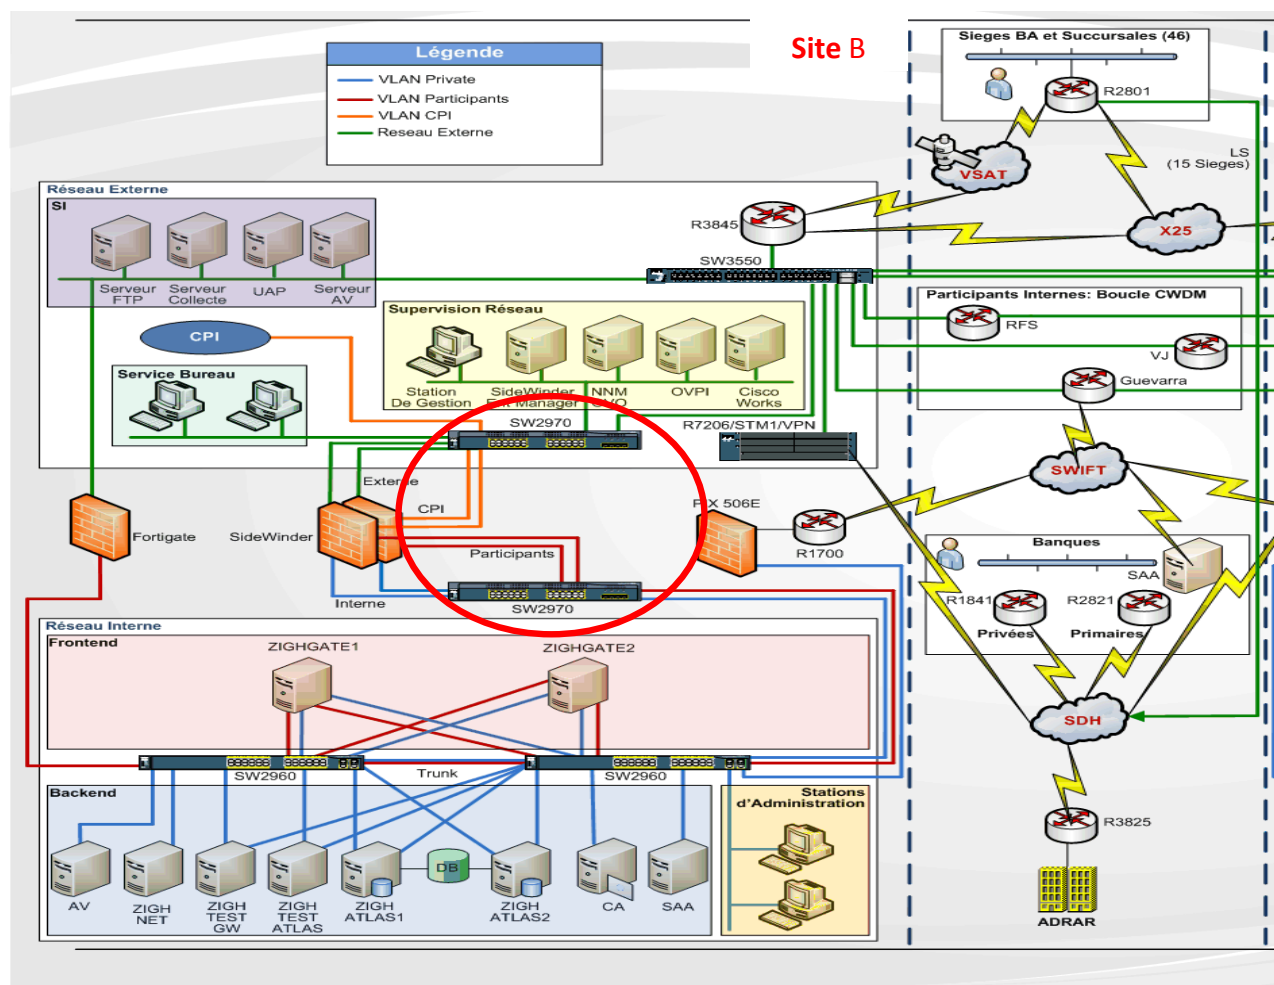 Site B
Légende
VLAN Private
VLAN Participants
VLAN CPI
Reseau Externe
Sieges BA et Succursales (46)
R2801
LS
(15 Sieges)
VSAT
X25
Réseau Externe
SI
Serveur
FTP
Serveur
Collecte
UAP
Serveur
AV
R3845
SW3550
CPI
Supervision Réseau
Station
De Gestion
SideWinder
Manager
NNM
OVPI
Cisco
Works
Service Bureau
SW2970
R7206/STM1/VPN
Participants Internes: Boucle CWDM
RFS
VJ
Guevarra
SWIFT
Externe
CPI
Fortigate
SideWinder
Participants
506E
R1700
Interne
SW2970
Banques
SAA
R1841
R2821
Privées
Primaires
SDH
R3825
ADRAR
Réseau Interne
Frontend
ZIGHGATE1
ZIGHGATE2
SW2960
Trunk
SW2960
Backend
AV
ZIGH
NET
ZIGH
TEST
GW
ZIGH
TEST
ATLAS
ZIGH
ATLAS1
DB
ZIGH
ATLAS2
CA
SAA
Stations
d'Administration